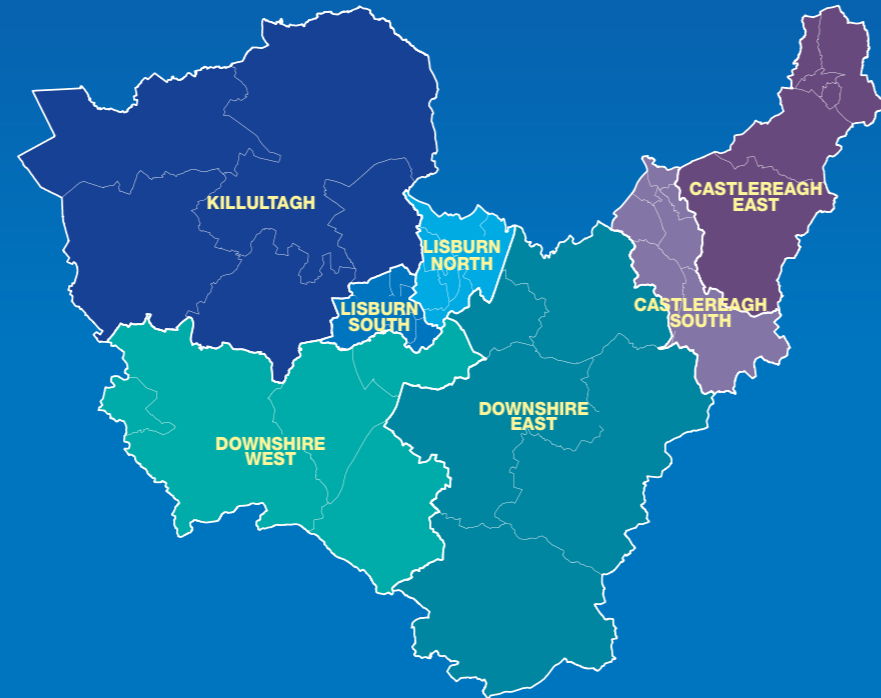 KILLULTAGH
CASTLEREAGH
EAST
LISBURN
NORTH
LISBURN
SOUTH
CASTLEREAGH
SOUTH
DOWNSHIRE
EAST
DOWNSHIRE
WEST